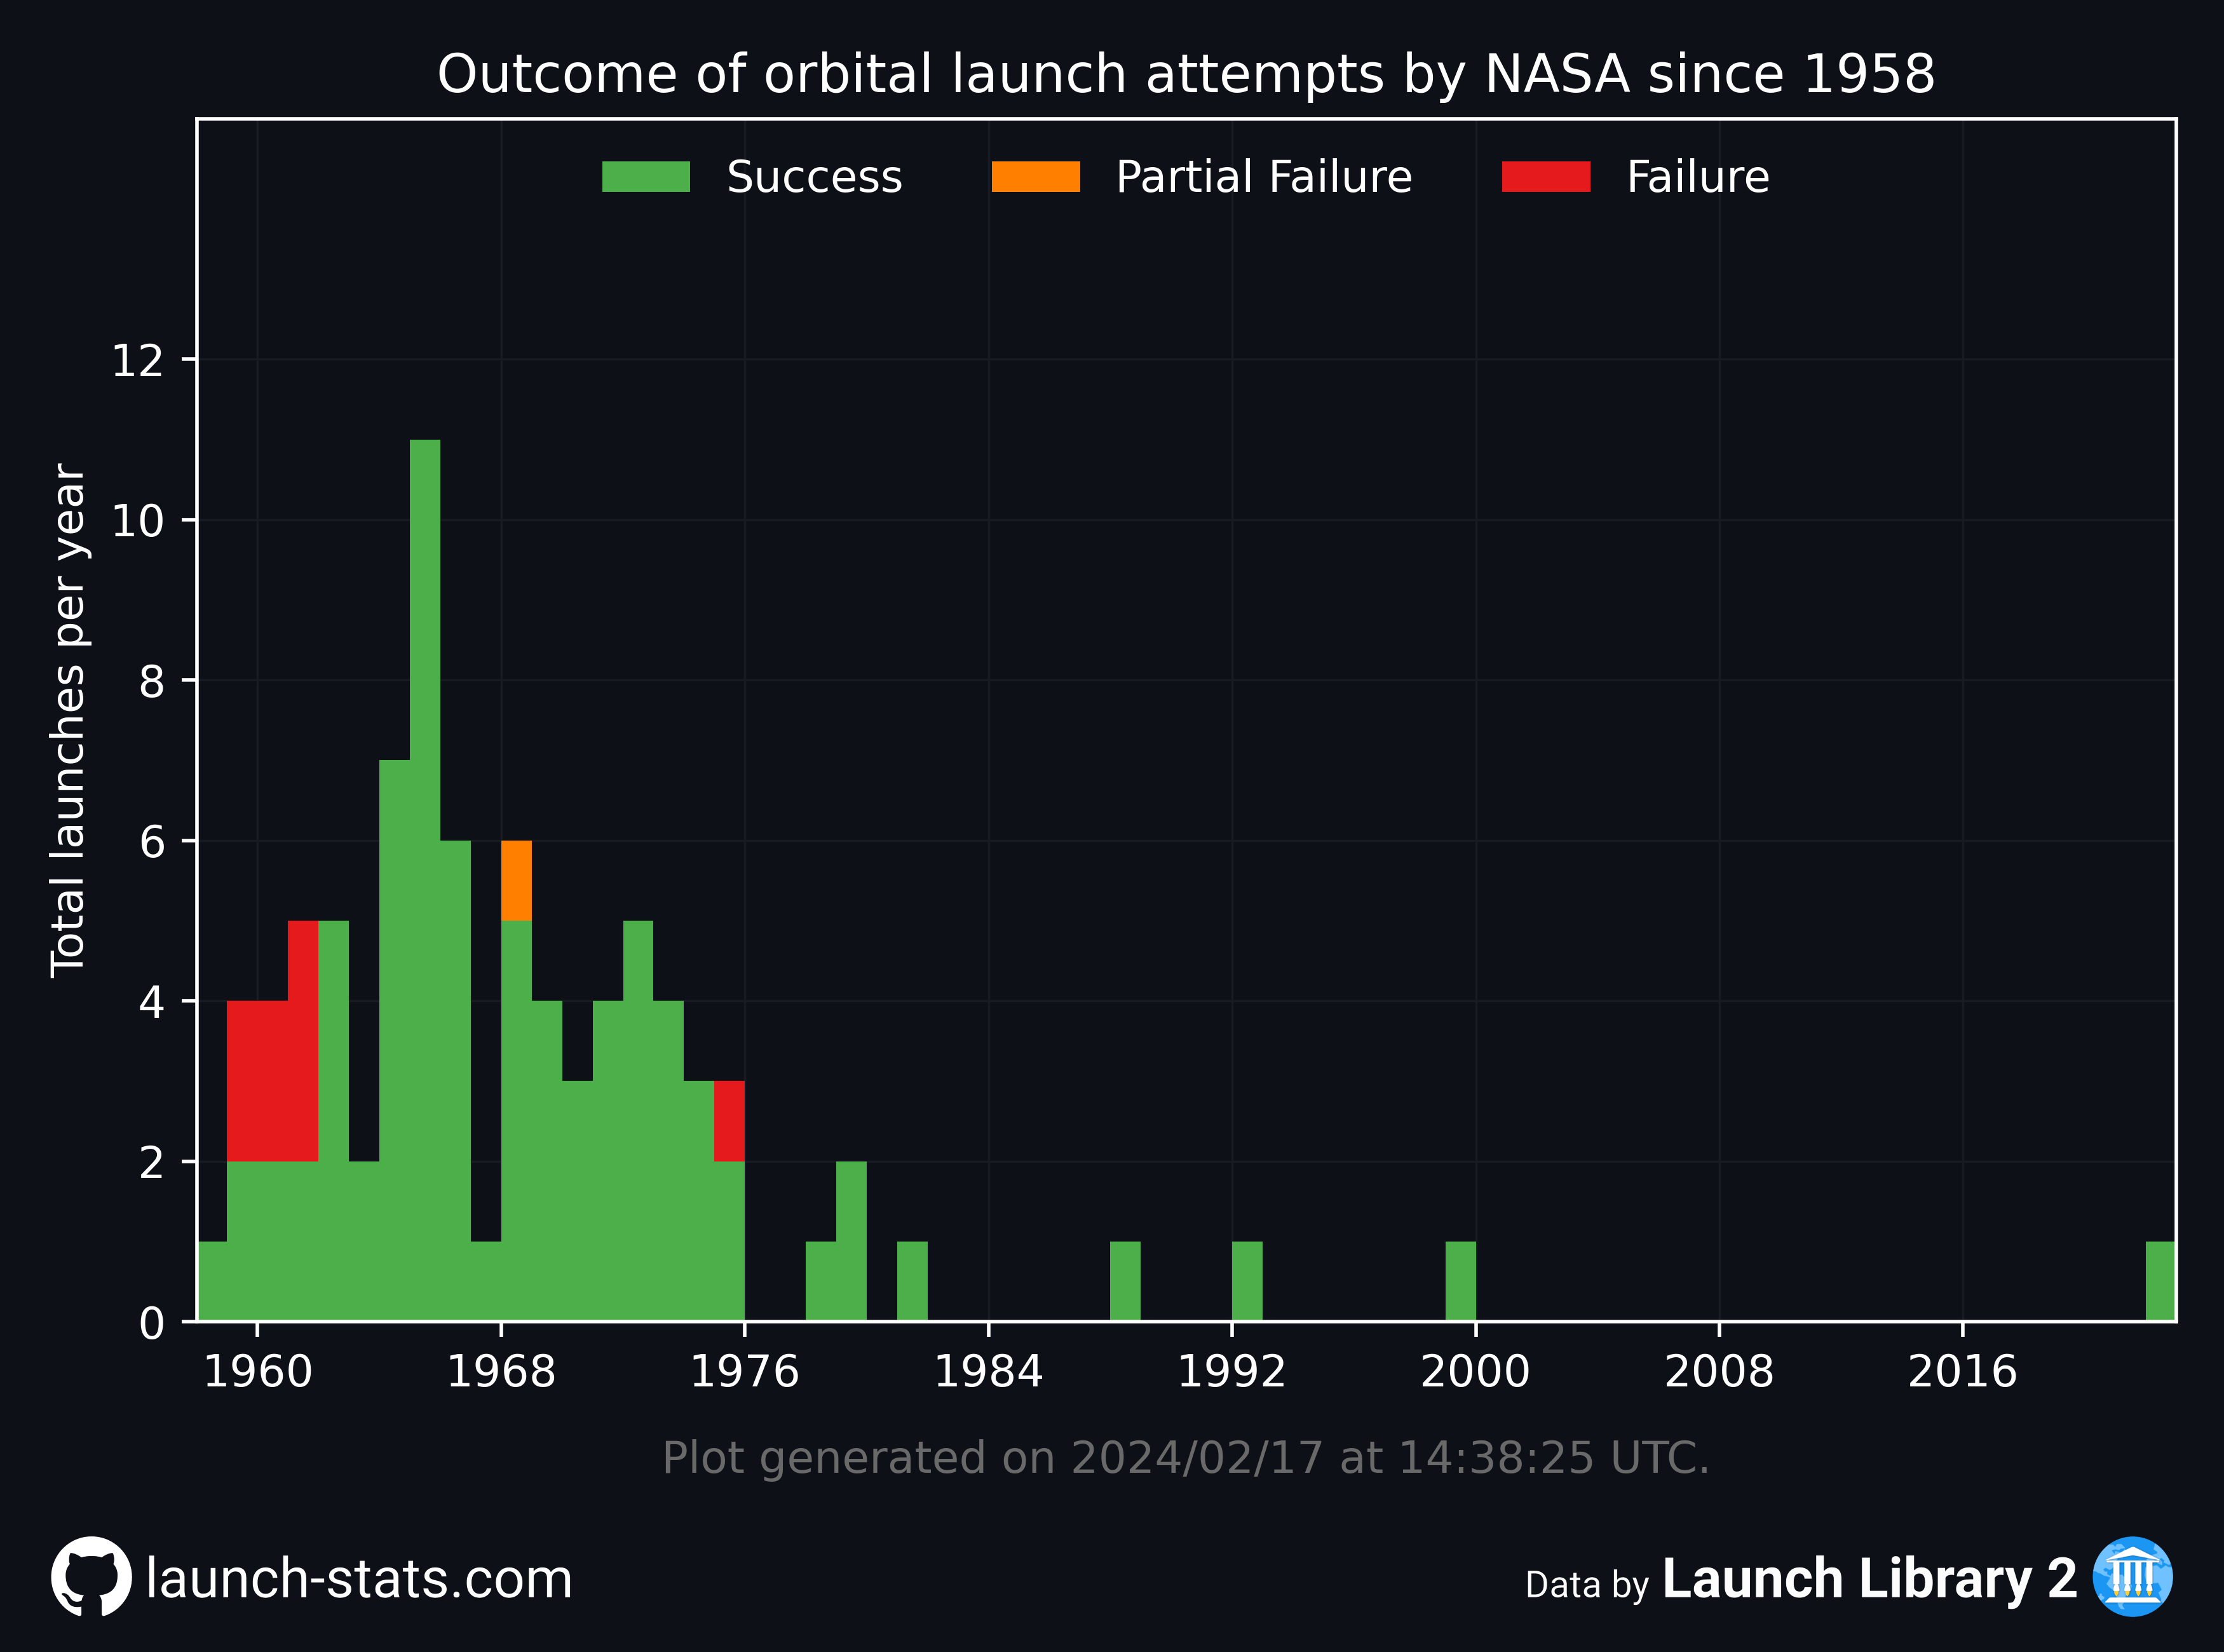 Outcome of orbital launch attempts by NASA since 1958
Success Partial Failure Failure
Total launches per year
12
10
8
6
4
2
0
1960 1968 1976 1984 1992 2000 2008 2016
Plot generated on 2024/02/17 at 14:38:25 UTC.
launch-stats.com
Data by Launch Library 2